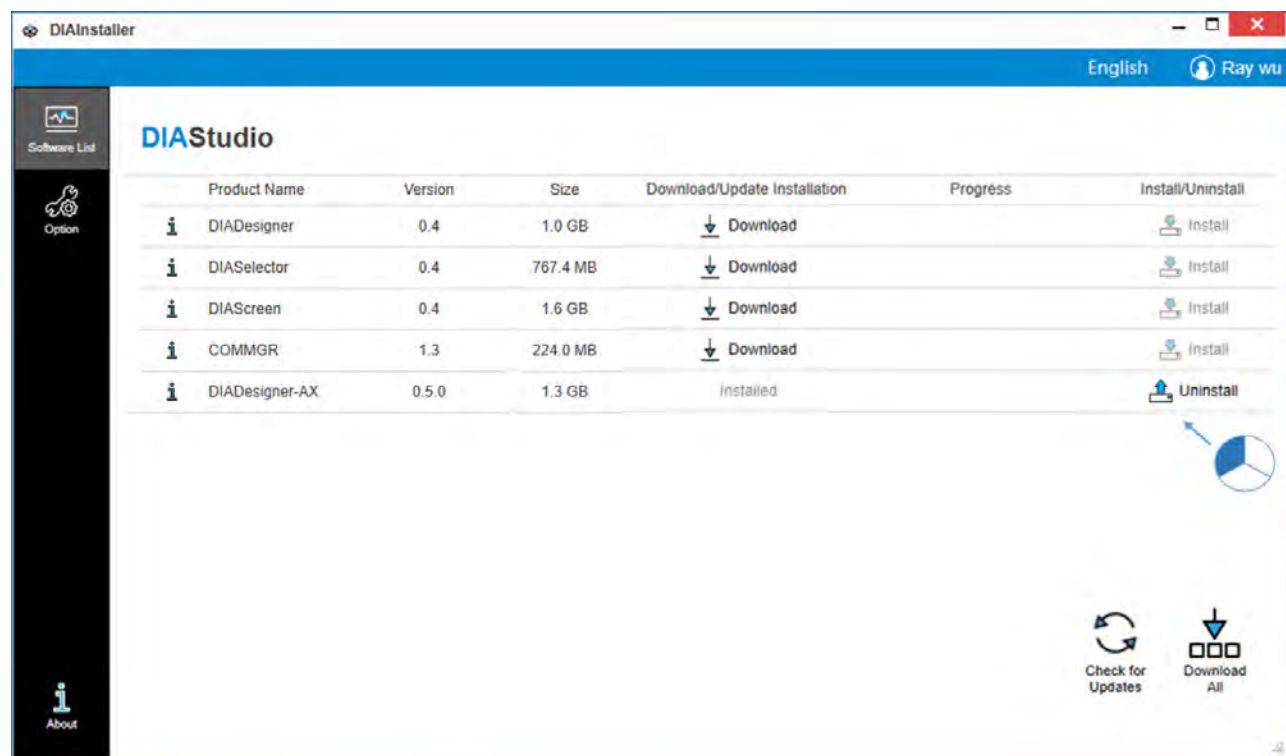 DIAInstaller
English Ray wu
Software List
DIAStudio
Product Name Version Size Download/Update Installation Progress Install/Uninstall
Option
DIADesigner 0.4 1.0 GB Download Install
DIASelector 0.4 767.4 MB Download Install
DIAScreen 0.4 1.6 GB Download Install
COMMGR 1.3 224.0 MB Download Install
DIADesigner-AX 0.5.0 1.3 GB Installed Uninstall
Check for
Updates
Download
All
About